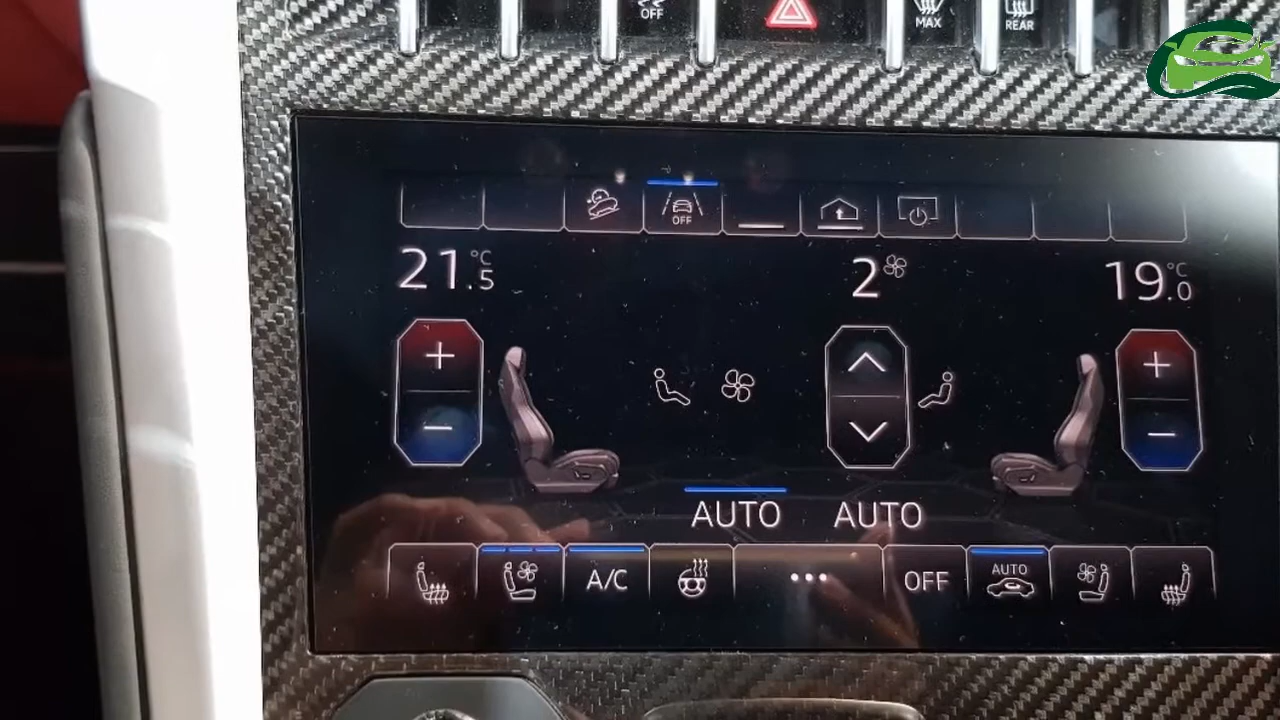 OFF
MAX
REAR
OFF
21.5 °C
2
19.0 °C
AUTO AUTO
A/C
•••
OFF
AUTO